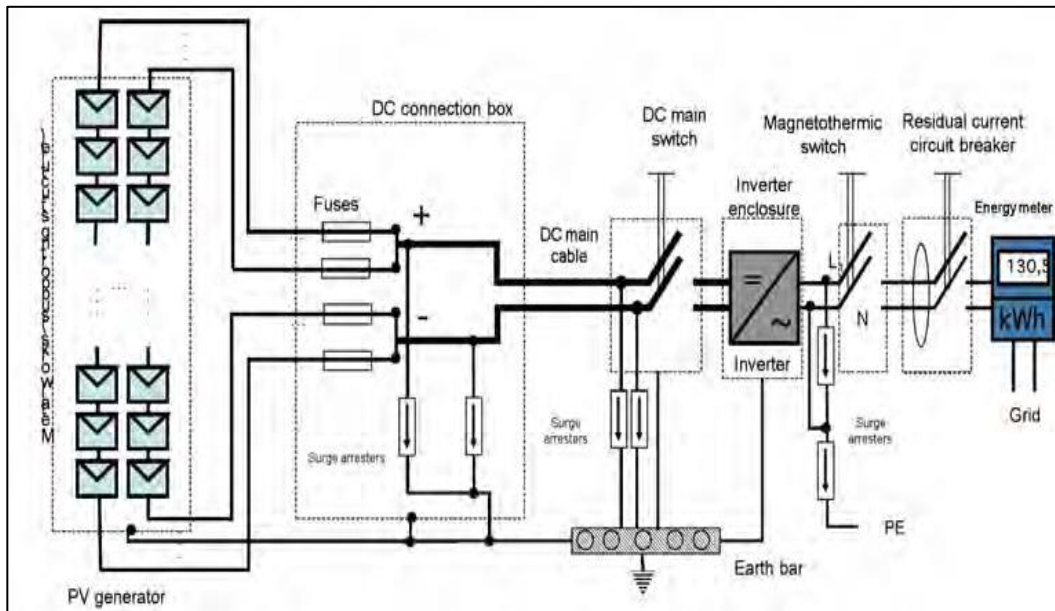 DC connection box
DC main
switch
Magnetothermic
switch
Residual current
circuit breaker
Fuses
+
-
DC main
cable
Inverter
enclosure
Energy meter
130,5
kWh
L
N
=
~
Inverter
Grid
Surge arresters
Surge
arresters
Surge
arresters
PE
Earth bar
PV generator